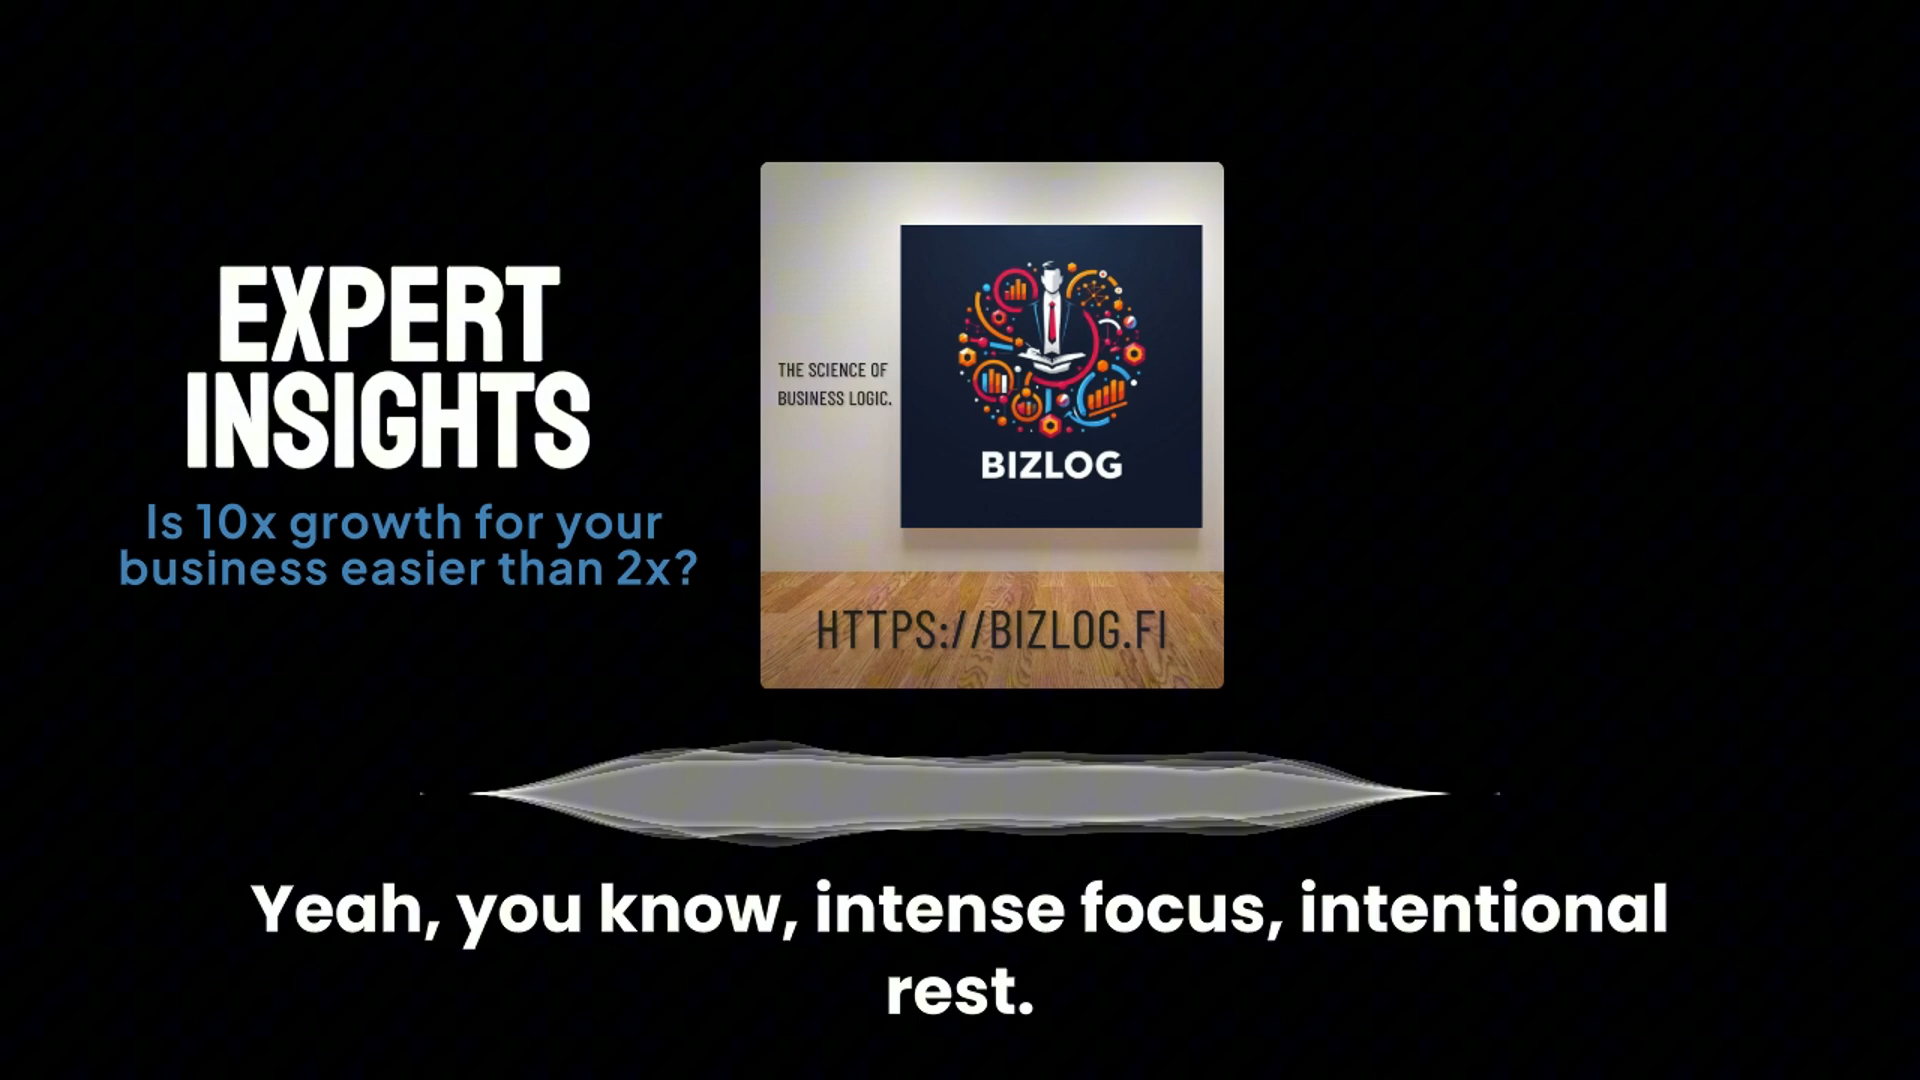 EXPERT
INSIGHTS
Is 10x growth for your
business easier than 2x?
THE SCIENCE OF
BUSINESS LOGIC.
BIZLOG
HTTPS://BIZLOG.FI
Yeah, you know, intense focus, intentional
rest.